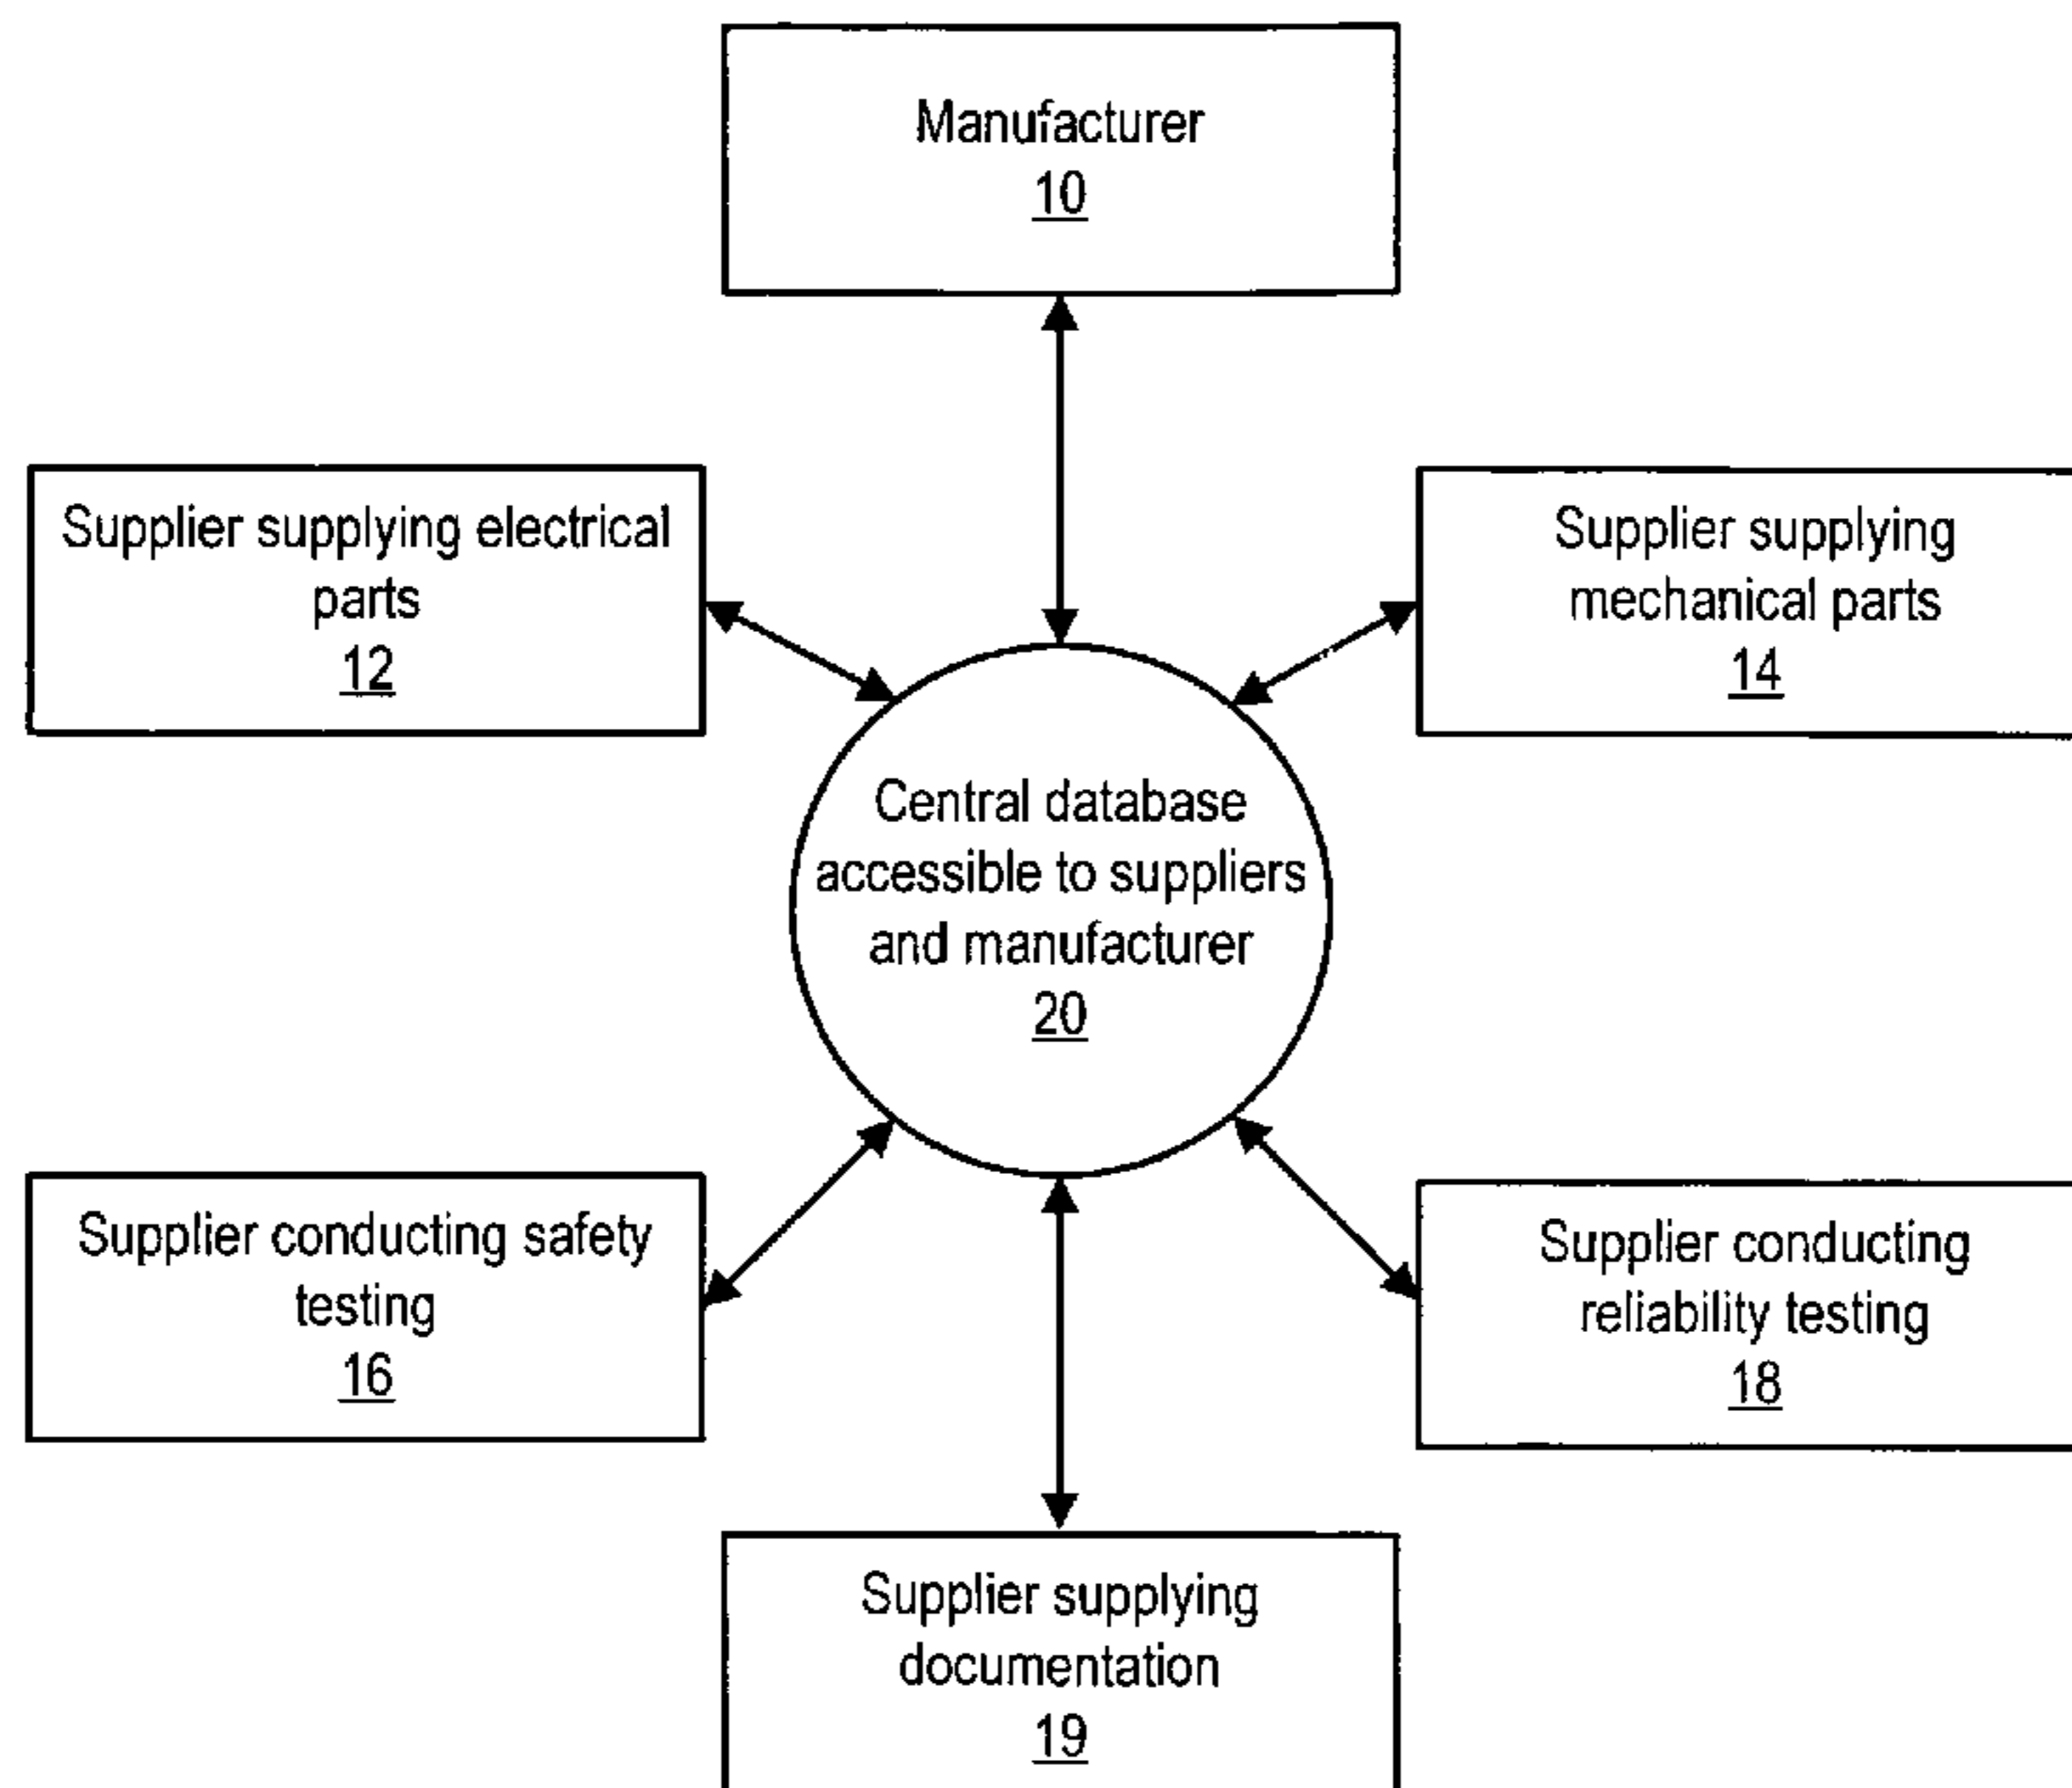 Manufacturer
10
Supplier supplying electrical
parts
12
Supplier supplying
mechanical parts
14
Central database
accessible to suppliers
and manufacturer
20
Supplier conducting safety
testing
16
Supplier conducting
reliability testing
18
Supplier supplying
documentation
19